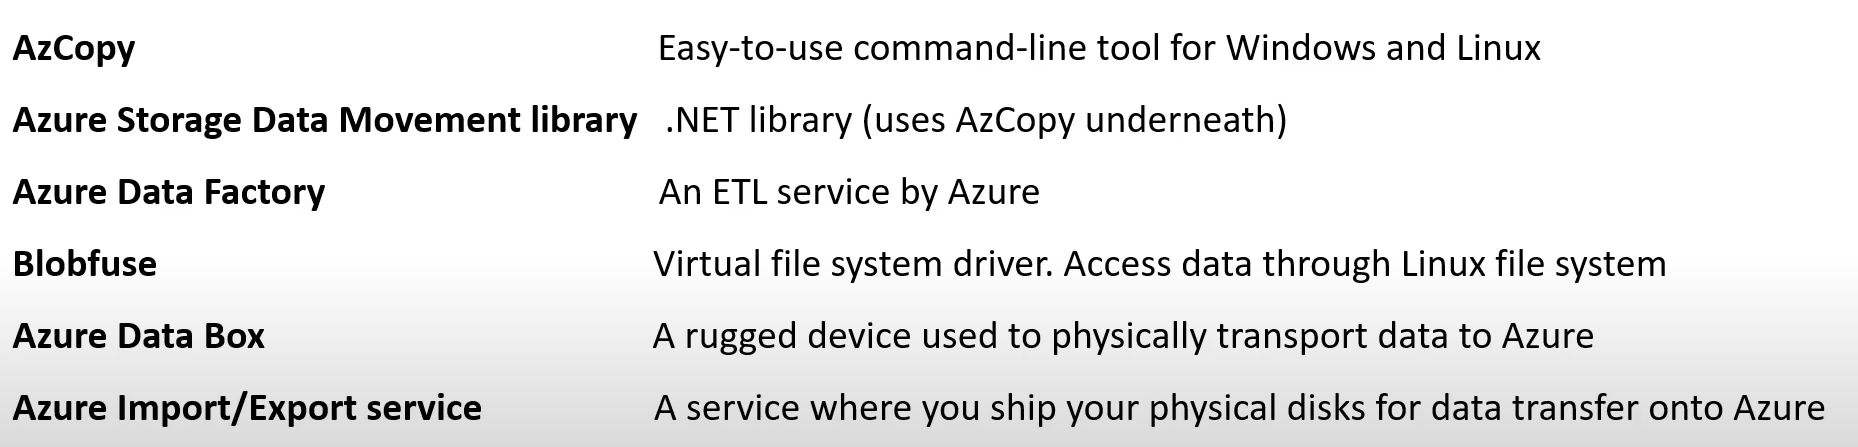 AzCopy Easy-to-use command-line tool for Windows and Linux
Azure Storage Data Movement library .NET library (uses AzCopy underneath)
Azure Data Factory An ETL service by Azure
Blobfuse Virtual file system driver. Access data through Linux file system
Azure Data Box A rugged device used to physically transport data to Azure
Azure Import/Export service A service where you ship your physical disks for data transfer onto Azure